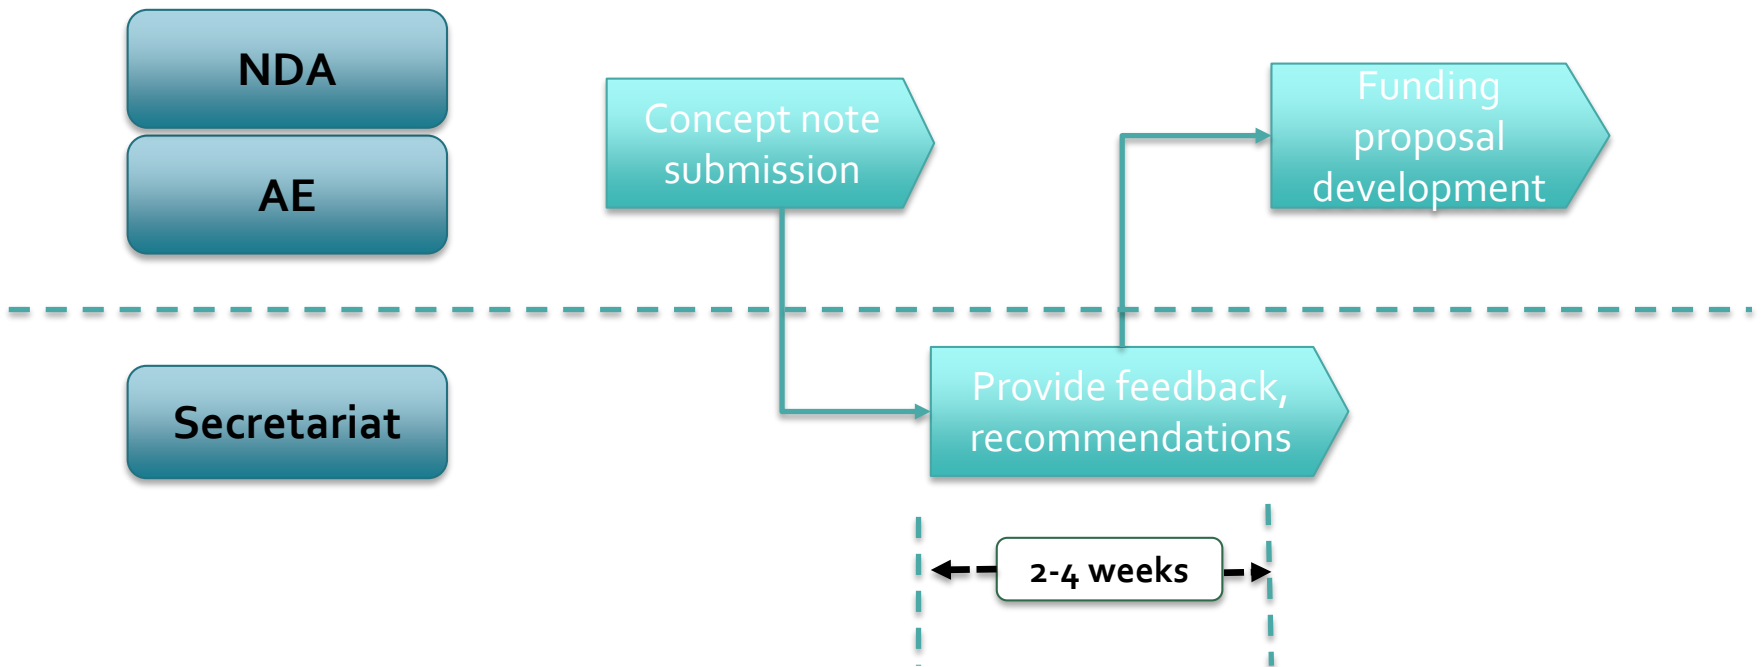 NDA
AE
Concept note
submission
Funding
proposal
development
Secretariat
Provide feedback,
recommendations
2-4 weeks